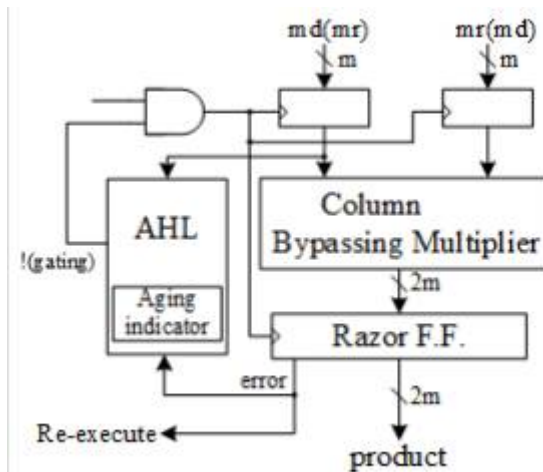 md(mr)
mr(md)
m
m
AHL
Column
Bypassing Multiplier
!(gating)
Aging
indicator
2m
Razor F.F.
error
2m
Re-execute
product